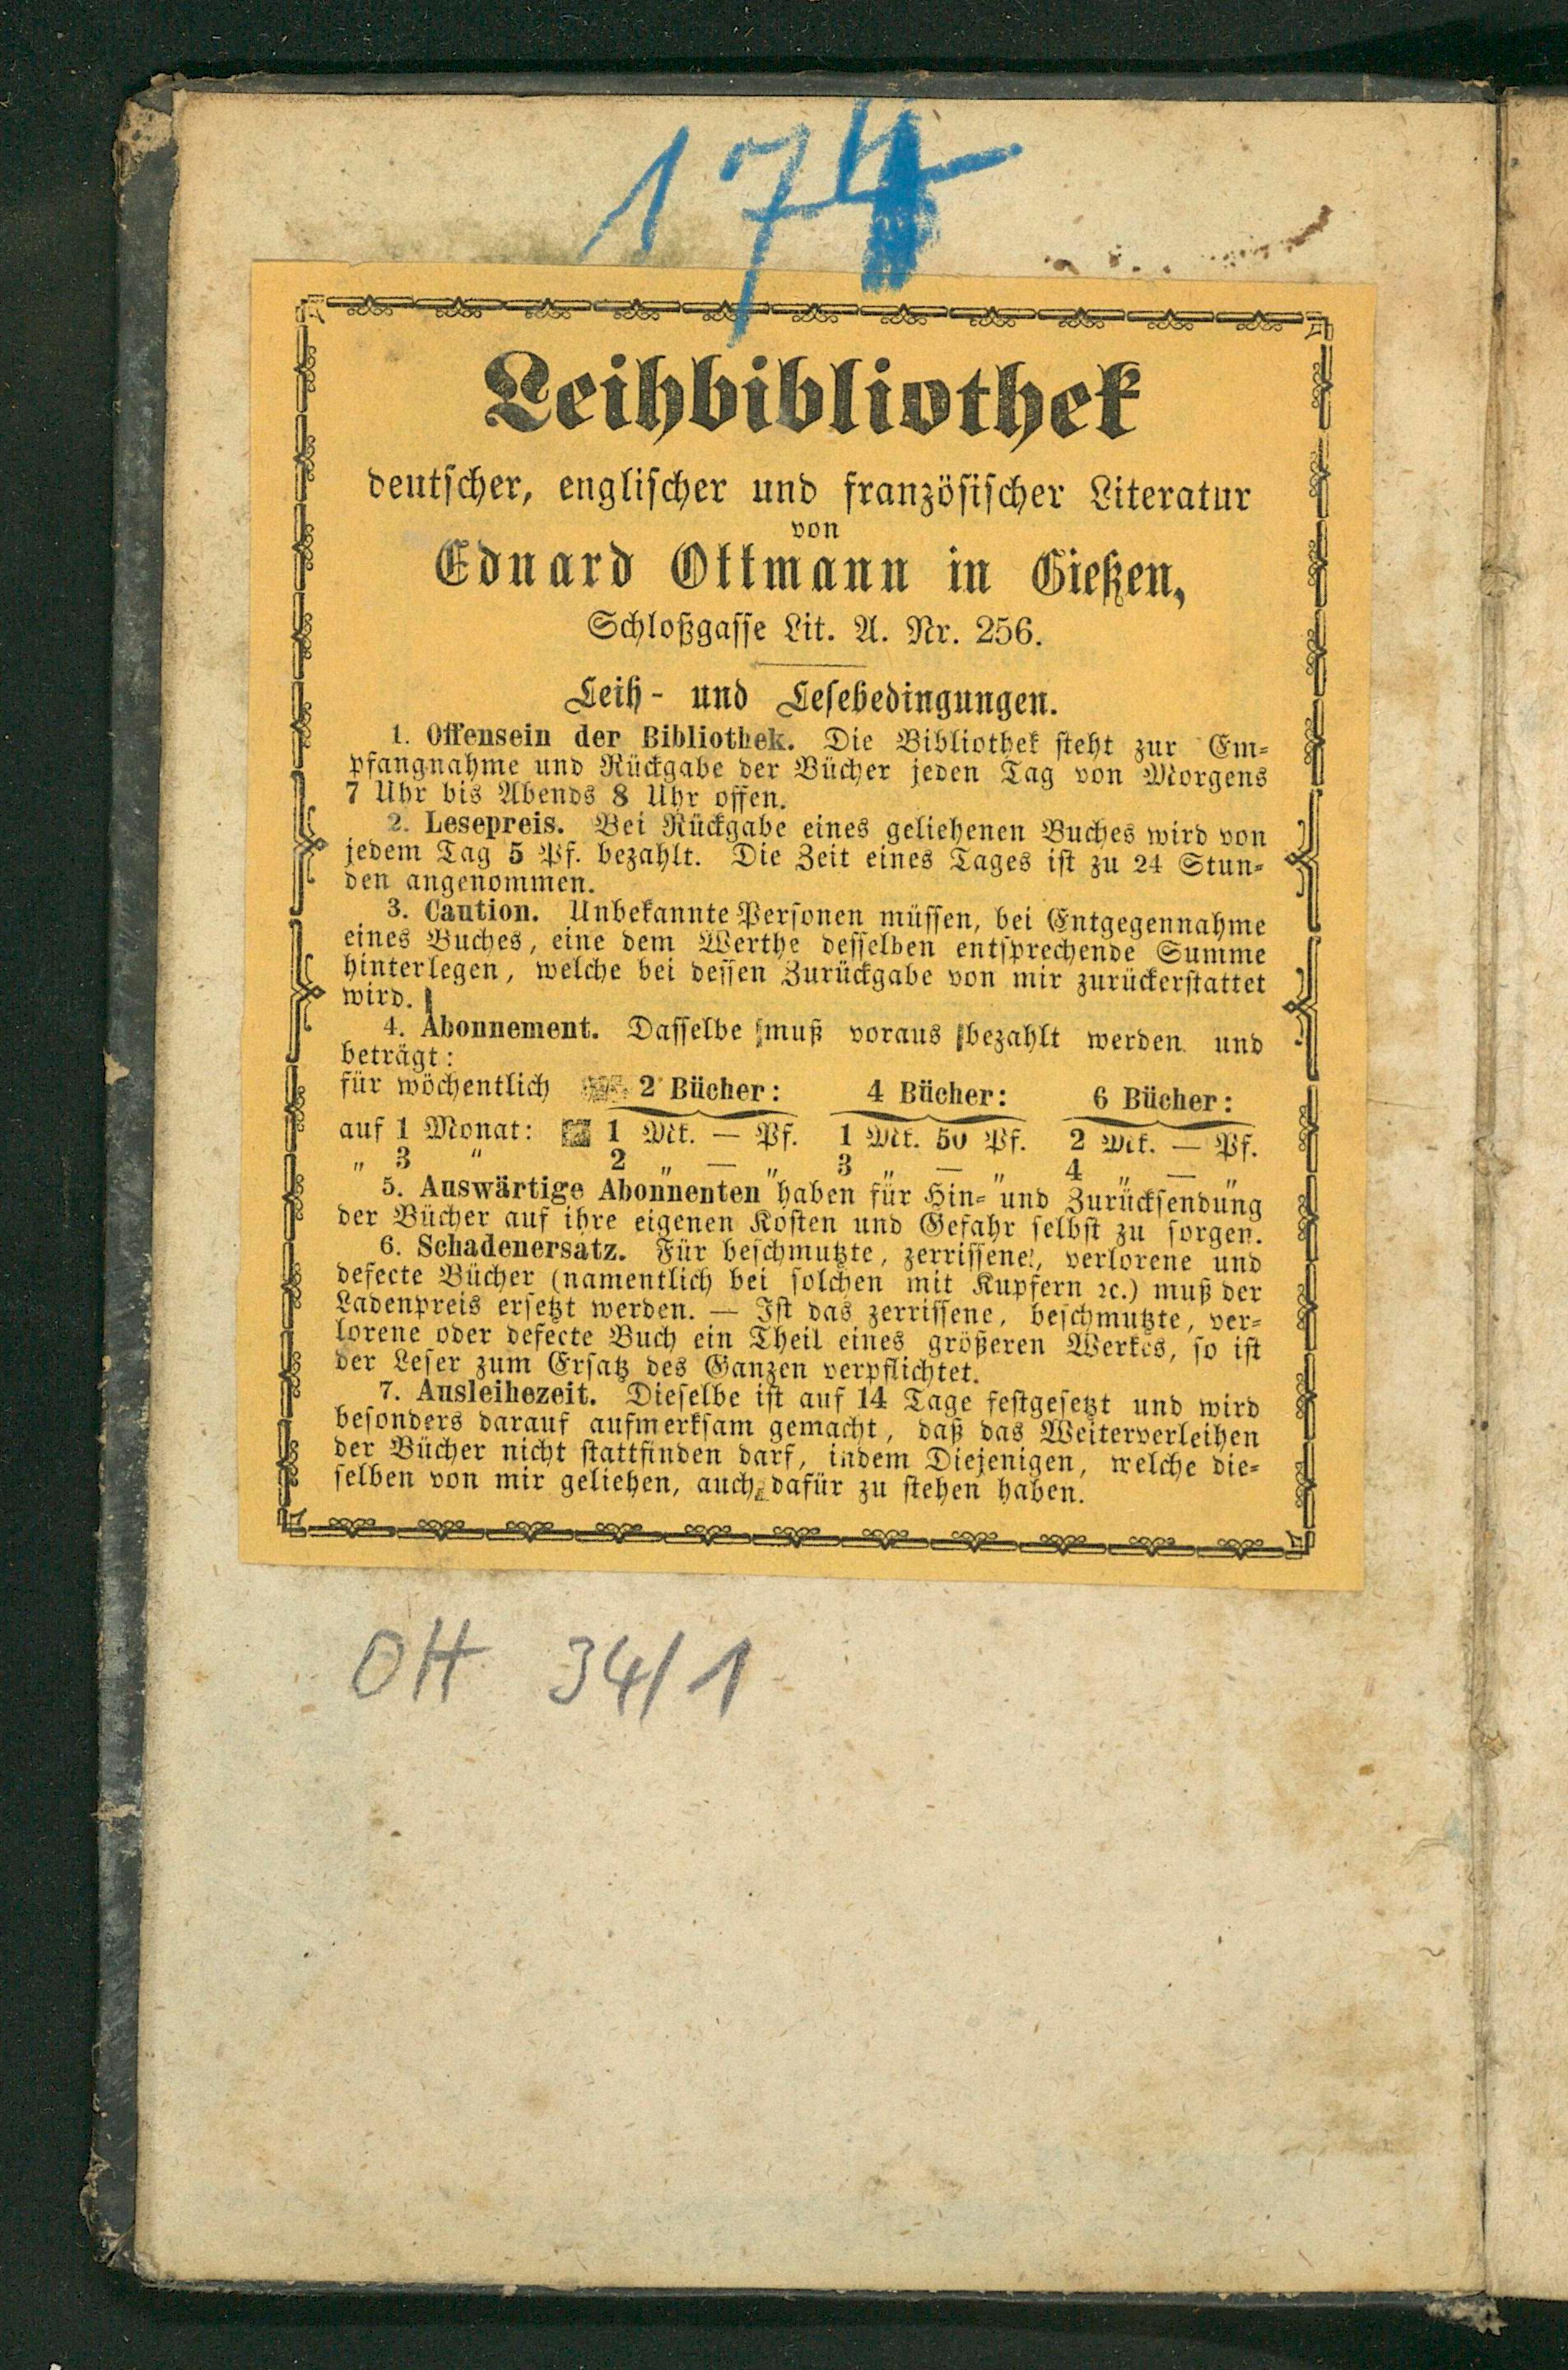 174
Leihbibliothek
deutscher, englischer und französischer Literatur
von
Eduard Ottmann in Gießen,
Schloßgasse Lit. A. Nr. 256.
Leih- und Lesebedingungen.
1. Offensein der Bibliothek. Die Bibliothek steht zur Em-
pfangnahme und Rückgabe der Bücher jeden Tag von Morgens
7 Uhr bis Abends 8 Uhr offen.
2. Lesepreis. Bei Rückgabe eines geliehenen Buches wird von
jedem Tag 5 Pf. bezahlt. Die Zeit eines Tages ist zu 24 Stun-
den angenommen.
3. Caution. Unbekannte Personen müssen, bei Entgegennahme
eines Buches, eine dem Werthe desselben entsprechende Summe
hinterlegen, welche bei dessen Zurückgabe von mir zurückerstattet
wird.
4. Abonnement. Dasselbe muß voraus bezahlt werden und
beträgt:
für wöchentlich 2 Bücher: 4 Bücher: 6 Bücher:
auf 1 Monat: 1 Mk. — Pf. 1 Mk. 50 Pf. 2 Mk. — Pf.
" 3 " 2 " — " 3 " — " 4 " — "
5. Auswärtige Abonnenten haben für Hin- und Zurücksendung
der Bücher auf ihre eigenen Kosten und Gefahr selbst zu sorgen.
6. Schadenersatz. Für beschmutzte, zerrissene, verlorene und
defecte Bücher (namentlich bei solchen mit Kupfern ꝛc.) muß der
Ladenpreis ersetzt werden. — Ist das zerrissene, beschmutzte, ver-
lorene oder defecte Buch ein Theil eines größeren Werkes, so ist
der Leser zum Ersatz des Ganzen verpflichtet.
7. Ausleihezeit. Dieselbe ist auf 14 Tage festgesetzt und wird
besonders darauf aufmerksam gemacht, daß das Weiterverleihen
der Bücher nicht stattfinden darf, indem Diejenigen, welche die-
selben von mir geliehen, auch dafür zu stehen haben.
OH 34/1